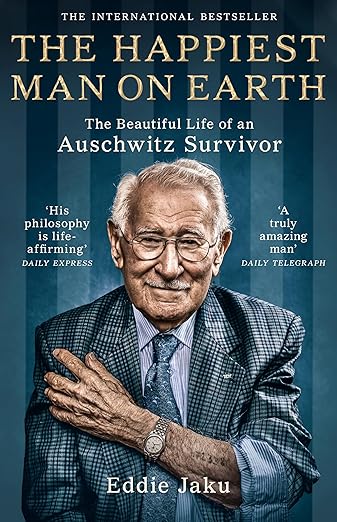 THE INTERNATIONAL BESTSELLER
THE HAPPIEST
MAN ON EARTH
The Beautiful Life of an
Auschwitz Survivor
‘His
philosophy
is life-
affirming’
DAILY EXPRESS
‘A
truly
amazing
man’
DAILY TELEGRAPH
Eddie Jaku